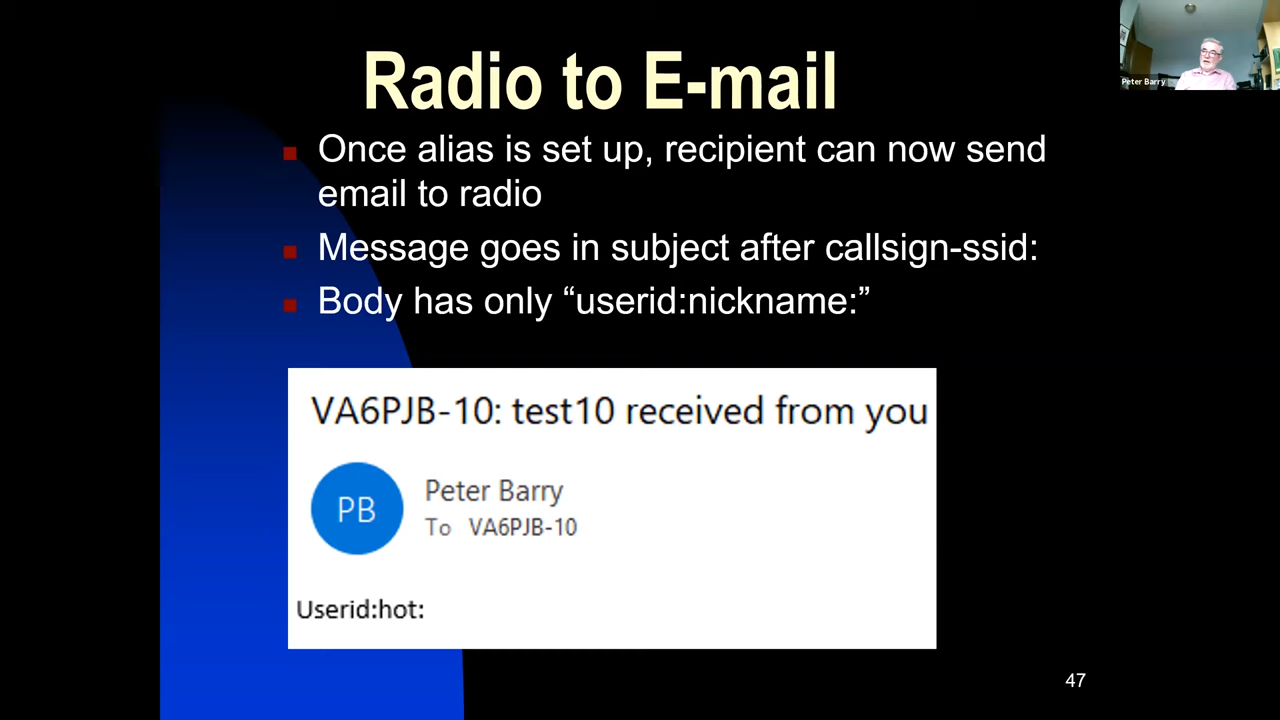 Radio to E-mail
Peter Barry
■ Once alias is set up, recipient can now send
email to radio
■ Message goes in subject after callsign-ssid:
■ Body has only “userid:nickname:”
VA6PJB-10: test10 received from you
PB
Peter Barry
To VA6PJB-10
Userid:hot:
47